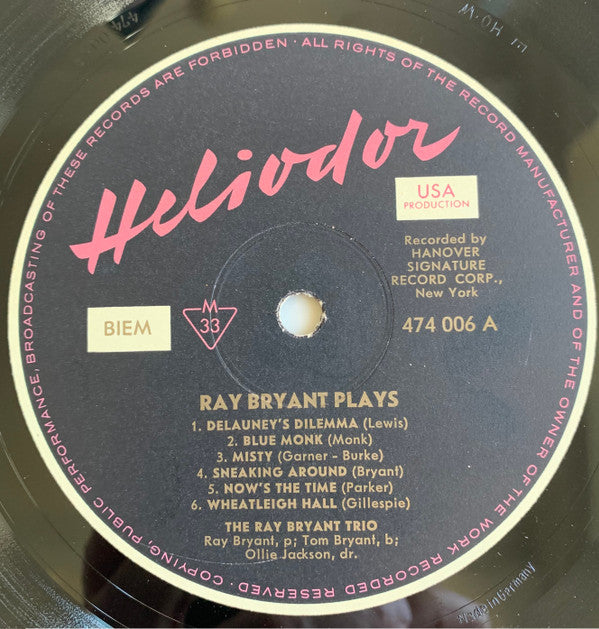 COPYING, PUBLIC PERFORMANCE, BROADCASTING OF THESE RECORDS ARE FORBIDDEN · ALL RIGHTS OF THE RECORD MANUFACTURER AND OF THE OWNER OF THE WORK RECORDED RESERVED ·
Heliodor
USA
PRODUCTION
Recorded by
HANOVER
SIGNATURE
RECORD CORP.,
New York
BIEM
M
33
474 006 A
RAY BRYANT PLAYS
1. DELAUNEY'S DILEMMA (Lewis)
2. BLUE MONK (Monk)
3. MISTY (Garner - Burke)
4. SNEAKING AROUND (Bryant)
5. NOW'S THE TIME (Parker)
6. WHEATLEIGH HALL (Gillespie)
THE RAY BRYANT TRIO
Ray Bryant, p; Tom Bryant, b;
Ollie Jackson, dr.
Made in Germany